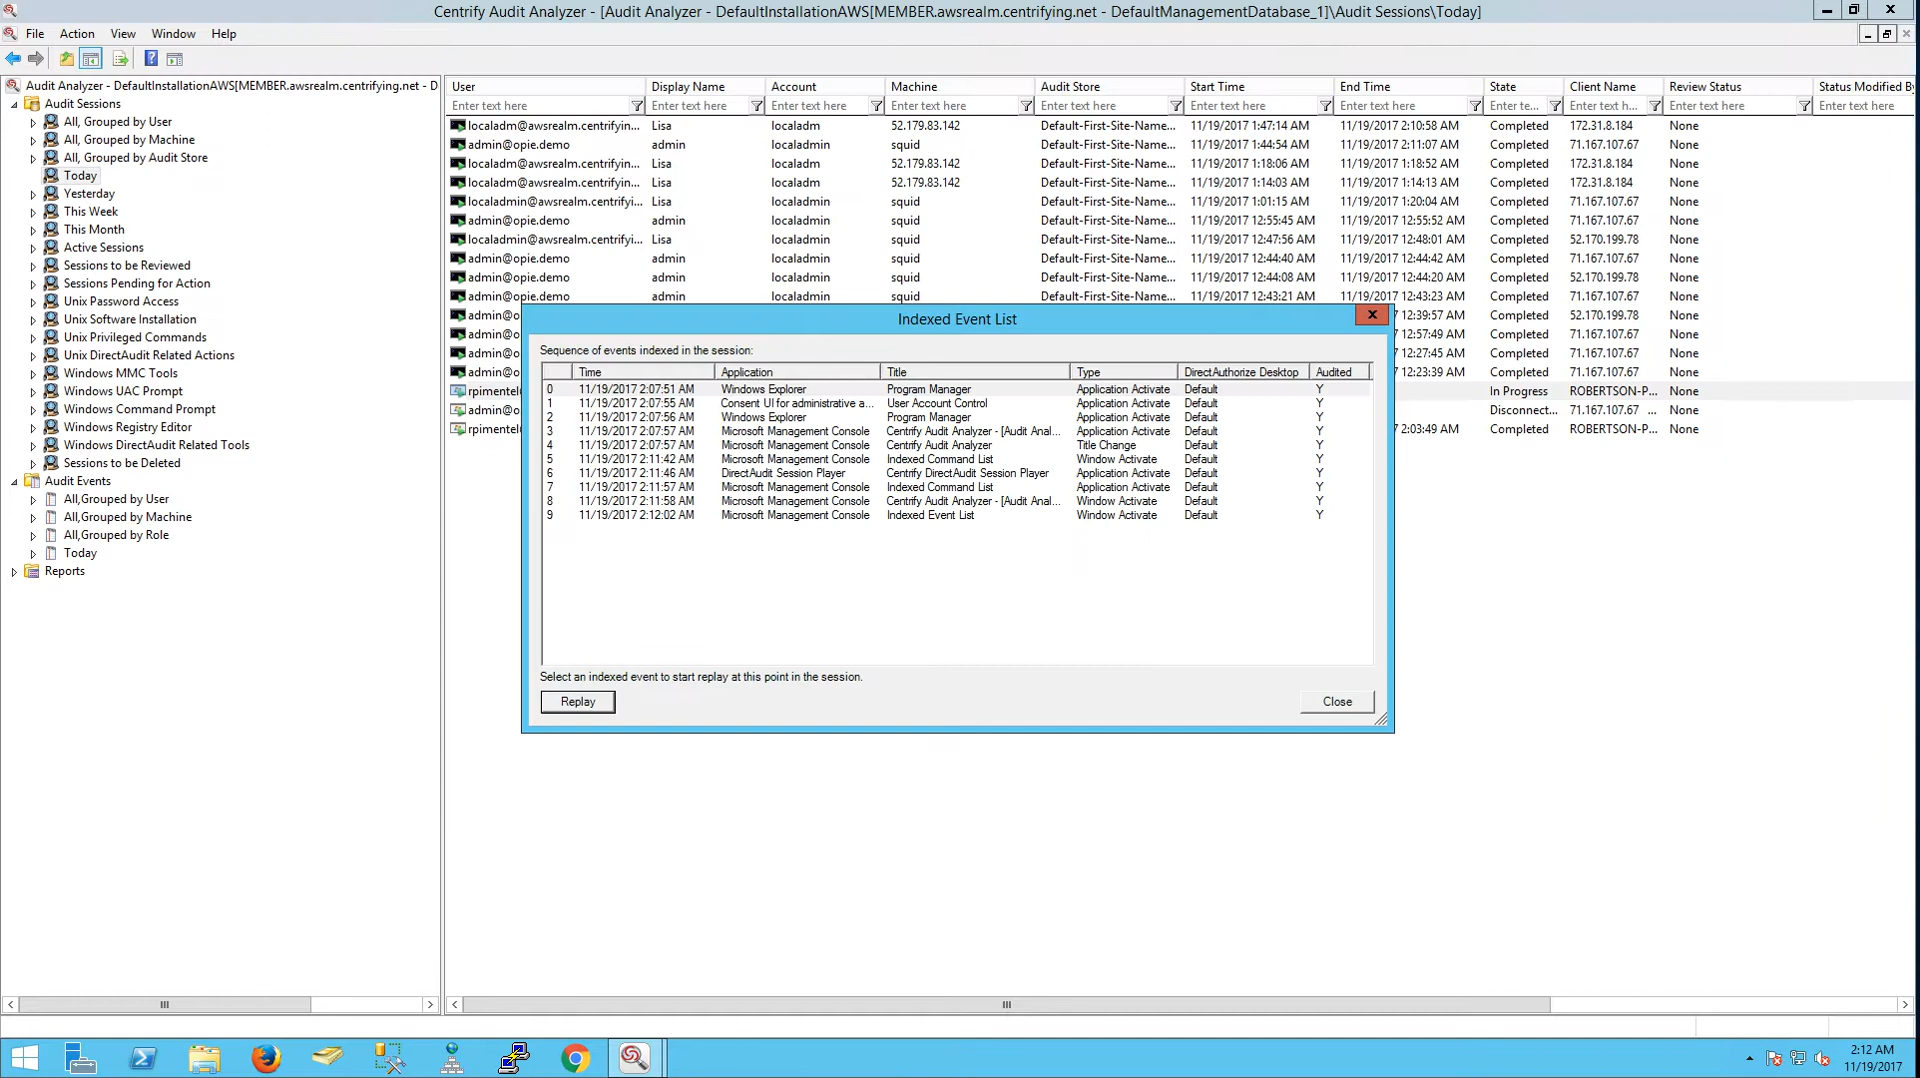 Centrify Audit Analyzer - [Audit Analyzer - DefaultInstallationAWS[MEMBER.awsrealm.centrifying.net - DefaultManagementDatabase_1]\Audit Sessions\Today]
File Action View Window Help
Audit Analyzer - DefaultInstallationAWS[MEMBER.awsrealm.centrifying.net - D
Audit Sessions
All, Grouped by User
All, Grouped by Machine
All, Grouped by Audit Store
Today
Yesterday
This Week
This Month
Active Sessions
Sessions to be Reviewed
Sessions Pending for Action
Unix Password Access
Unix Software Installation
Unix Privileged Commands
Unix DirectAudit Related Actions
Windows MMC Tools
Windows UAC Prompt
Windows Command Prompt
Windows Registry Editor
Windows DirectAudit Related Tools
Sessions to be Deleted
Audit Events
All,Grouped by User
All,Grouped by Machine
All,Grouped by Role
Today
Reports
User Display Name Account Machine Audit Store Start Time End Time State Client Name Review Status Status Modified By
Enter text here Enter text here Enter text here Enter text here Enter text here Enter text here Enter text here Ente te... Enter text h... Enter text here Enter text here
localadm@awsrealm.centrifyin... Lisa localadm 52.179.83.142 Default-First-Site-Name... 11/19/2017 1:47:14 AM 11/19/2017 2:10:58 AM Completed 172.31.8.184 None
admin@opie.demo admin localadmin squid Default-First-Site-Name... 11/19/2017 1:44:54 AM 11/19/2017 2:11:07 AM Completed 71.167.107.67 None
localadm@awsrealm.centrifyin... Lisa localadm 52.179.83.142 Default-First-Site-Name... 11/19/2017 1:18:06 AM 11/19/2017 1:18:52 AM Completed 172.31.8.184 None
localadm@awsrealm.centrifyin... Lisa localadm 52.179.83.142 Default-First-Site-Name... 11/19/2017 1:14:03 AM 11/19/2017 1:14:13 AM Completed 172.31.8.184 None
localadmin@awsrealm.centrifyi... Lisa localadmin squid Default-First-Site-Name... 11/19/2017 1:01:15 AM 11/19/2017 1:20:04 AM Completed 71.167.107.67 None
admin@opie.demo admin localadmin squid Default-First-Site-Name... 11/19/2017 12:55:45 AM 11/19/2017 12:55:52 AM Completed 71.167.107.67 None
localadmin@awsrealm.centrifyi... Lisa localadmin squid Default-First-Site-Name... 11/19/2017 12:47:56 AM 11/19/2017 12:48:01 AM Completed 52.170.199.78 None
admin@opie.demo admin localadmin squid Default-First-Site-Name... 11/19/2017 12:44:40 AM 11/19/2017 12:44:42 AM Completed 71.167.107.67 None
admin@opie.demo admin localadmin squid Default-First-Site-Name... 11/19/2017 12:44:08 AM 11/19/2017 12:44:20 AM Completed 52.170.199.78 None
admin@opie.demo admin localadmin squid Default-First-Site-Name... 11/19/2017 12:43:21 AM 11/19/2017 12:43:23 AM Completed 71.167.107.67 None
admin@o 12:39:57 AM Completed 52.170.199.78 None
admin@o 12:57:49 AM Completed 71.167.107.67 None
admin@o 12:27:45 AM Completed 71.167.107.67 None
admin@o 12:23:39 AM Completed 71.167.107.67 None
rpimentel In Progress ROBERTSON-P... None
admin@o Disconnect... 71.167.107.67 ... None
rpimentel 2:03:49 AM Completed ROBERTSON-P... None
Indexed Event List
Sequence of events indexed in the session:
Time Application Title Type DirectAuthorize Desktop Audited
0 11/19/2017 2:07:51 AM Windows Explorer Program Manager Application Activate Default Y
1 11/19/2017 2:07:55 AM Consent UI for administrative a... User Account Control Application Activate Default Y
2 11/19/2017 2:07:56 AM Windows Explorer Program Manager Application Activate Default Y
3 11/19/2017 2:07:57 AM Microsoft Management Console Centrify Audit Analyzer - [Audit Anal... Application Activate Default Y
4 11/19/2017 2:07:57 AM Microsoft Management Console Centrify Audit Analyzer Title Change Default Y
5 11/19/2017 2:11:42 AM Microsoft Management Console Indexed Command List Window Activate Default Y
6 11/19/2017 2:11:46 AM DirectAudit Session Player Centrify DirectAudit Session Player Application Activate Default Y
7 11/19/2017 2:11:57 AM Microsoft Management Console Indexed Command List Application Activate Default Y
8 11/19/2017 2:11:58 AM Microsoft Management Console Centrify Audit Analyzer - [Audit Anal... Window Activate Default Y
9 11/19/2017 2:12:02 AM Microsoft Management Console Indexed Event List Window Activate Default Y
Select an indexed event to start replay at this point in the session.
Replay Close
2:12 AM
11/19/2017